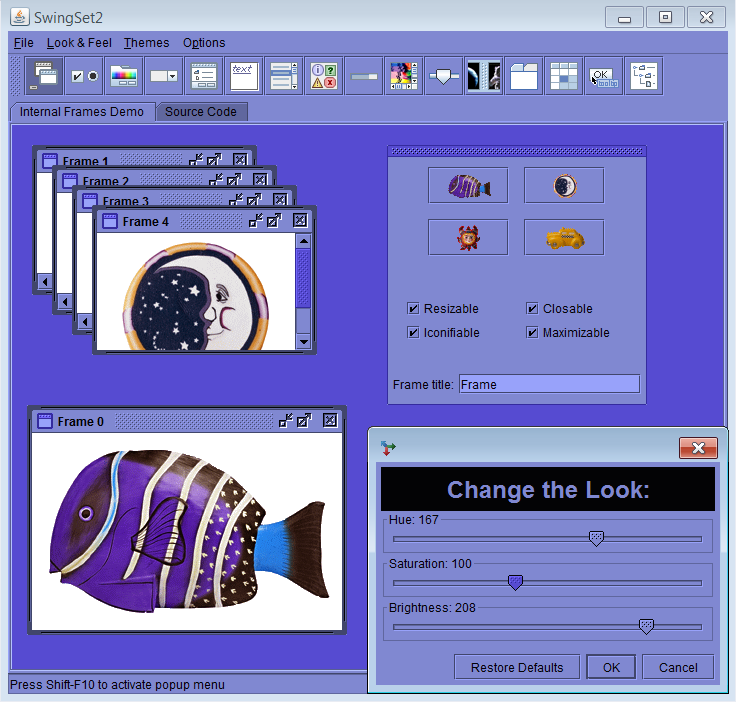 SwingSet2
File Look & Feel Themes Options
text
OK
tooltip
Internal Frames Demo Source Code
Frame 1
Frame 2
Frame 3
Frame 4
Resizable Closable
Iconifiable Maximizable
Frame title: Frame
Frame 0
Change the Look:
Hue: 167
Saturation: 100
Brightness: 208
Restore Defaults OK Cancel
Press Shift-F10 to activate popup menu